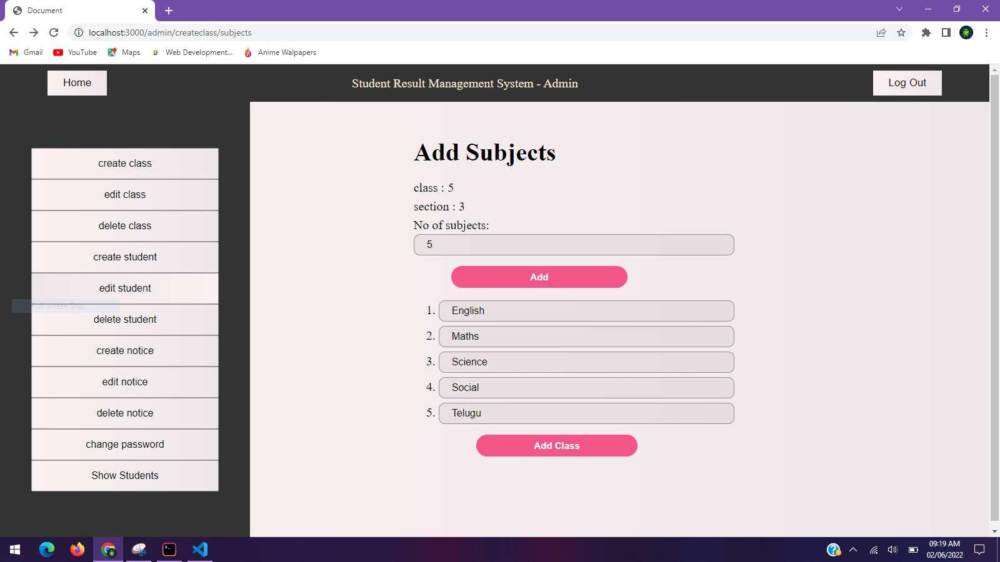 Document
localhost:3000/admin/createclass/subjects
Gmail YouTube Maps Web Development... Anime Walpapers
Home Student Result Management System - Admin Log Out
create class
edit class
delete class
create student
edit student
Full-screen Snip
delete student
create notice
edit notice
delete notice
change password
Show Students
Add Subjects
class : 5
section : 3
No of subjects:
5
Add
1. English
2. Maths
3. Science
4. Social
5. Telugu
Add Class
09:19 AM
02/06/2022